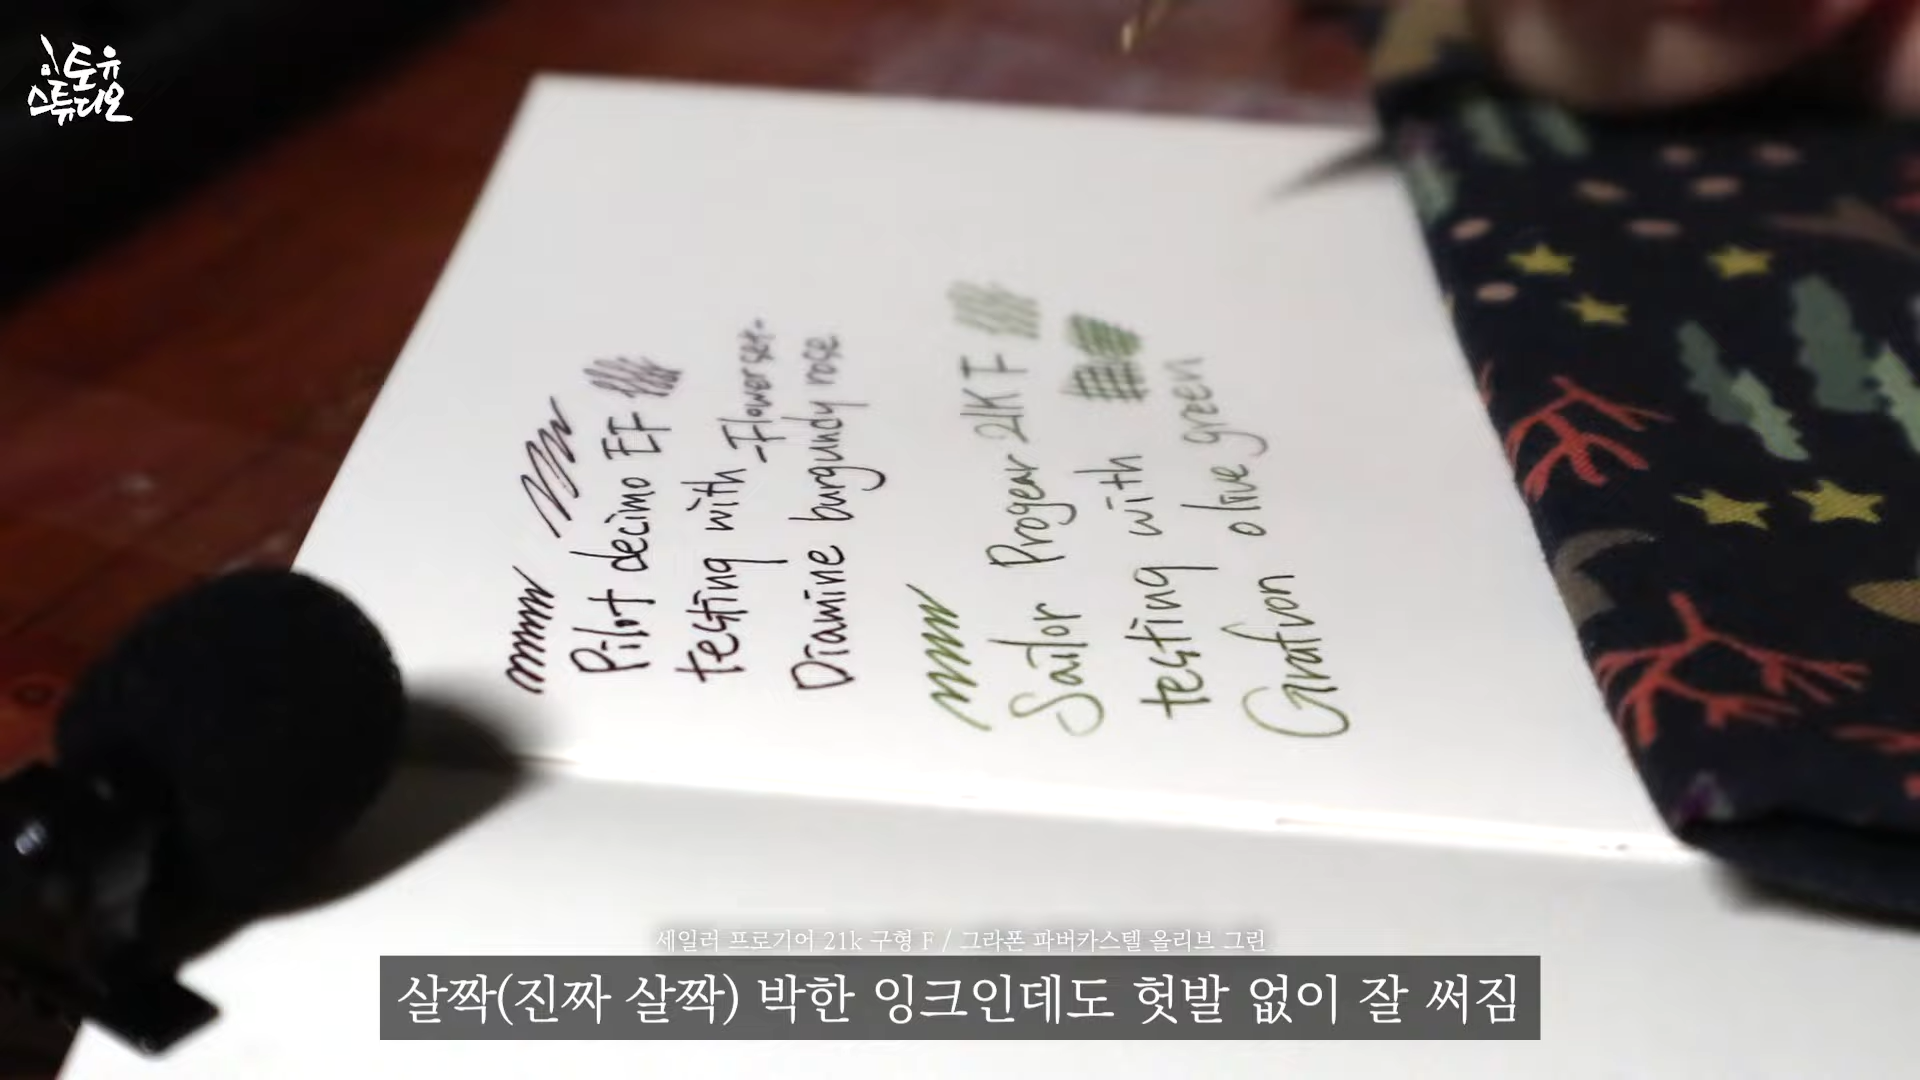 토유
스튜디오
Pilot decimo EF
testing with -Flower set-
Diamine burgundy rose
Sailor Progear 21K F
testing with
Grafvon olive green
세일러 프로기어 21k 구형 F / 그라폰 파버카스텔 올리브 그린
살짝(진짜 살짝) 박한 잉크인데도 헛발 없이 잘 써짐